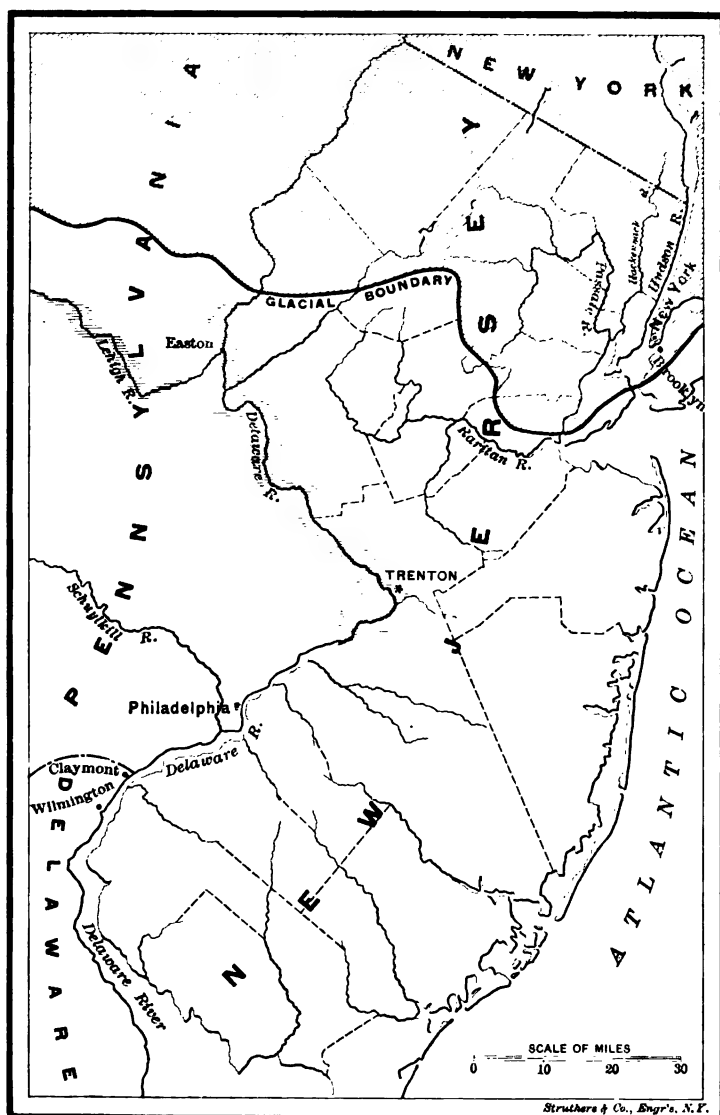 NEW YORK
PENNSYLVANIA
GLACIAL BOUNDARY
Hackensack
R.
Hudson R.
Passaic R.
New York
Brooklyn
Easton
Lehigh R.
Delaware
R.
Raritan R.
NEW JERSEY
TRENTON
Schuylkill
R.
Philadelphia
Delaware R.
Claymont
Wilmington
DELAWARE
Delaware River
ATLANTIC OCEAN
SCALE OF MILES
0 10 20 30
Struthers & Co., Engr's, N.Y.